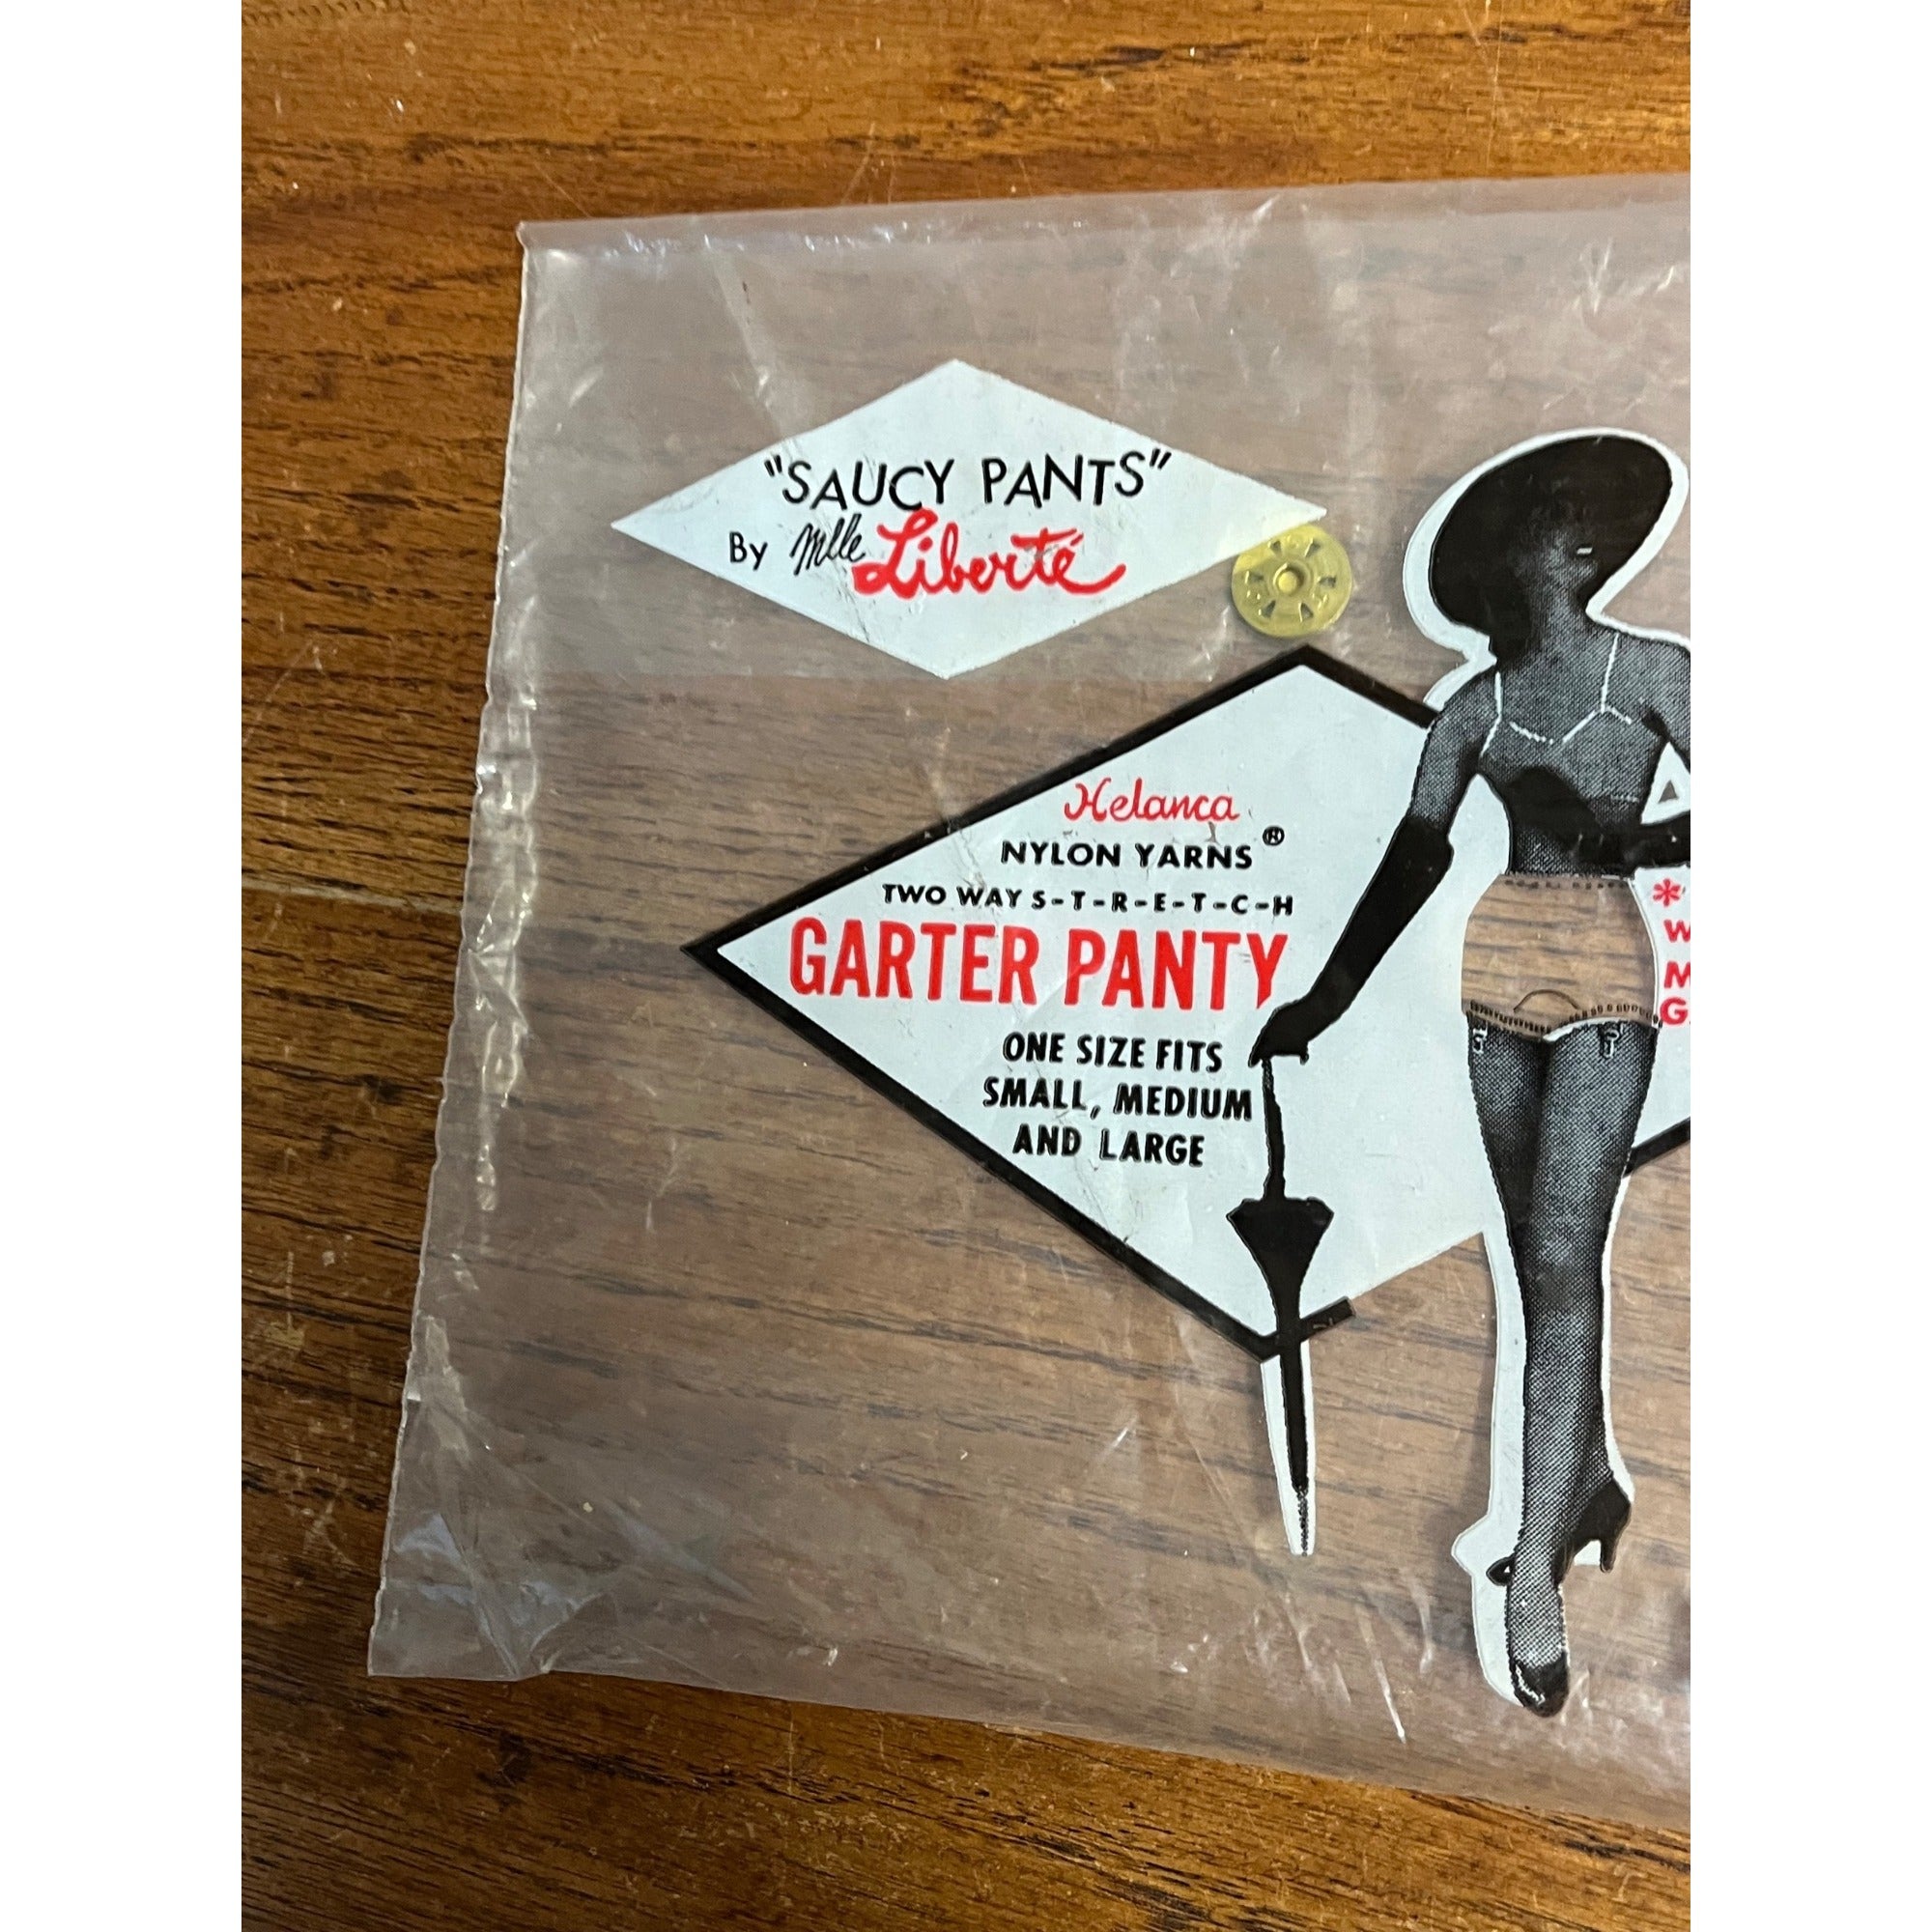 "SAUCY PANTS"
By Mlle Liberté
Helanca
NYLON YARNS ®
TWO WAY S-T-R-E-T-C-H
GARTER PANTY
ONE SIZE FITS
SMALL, MEDIUM
AND LARGE